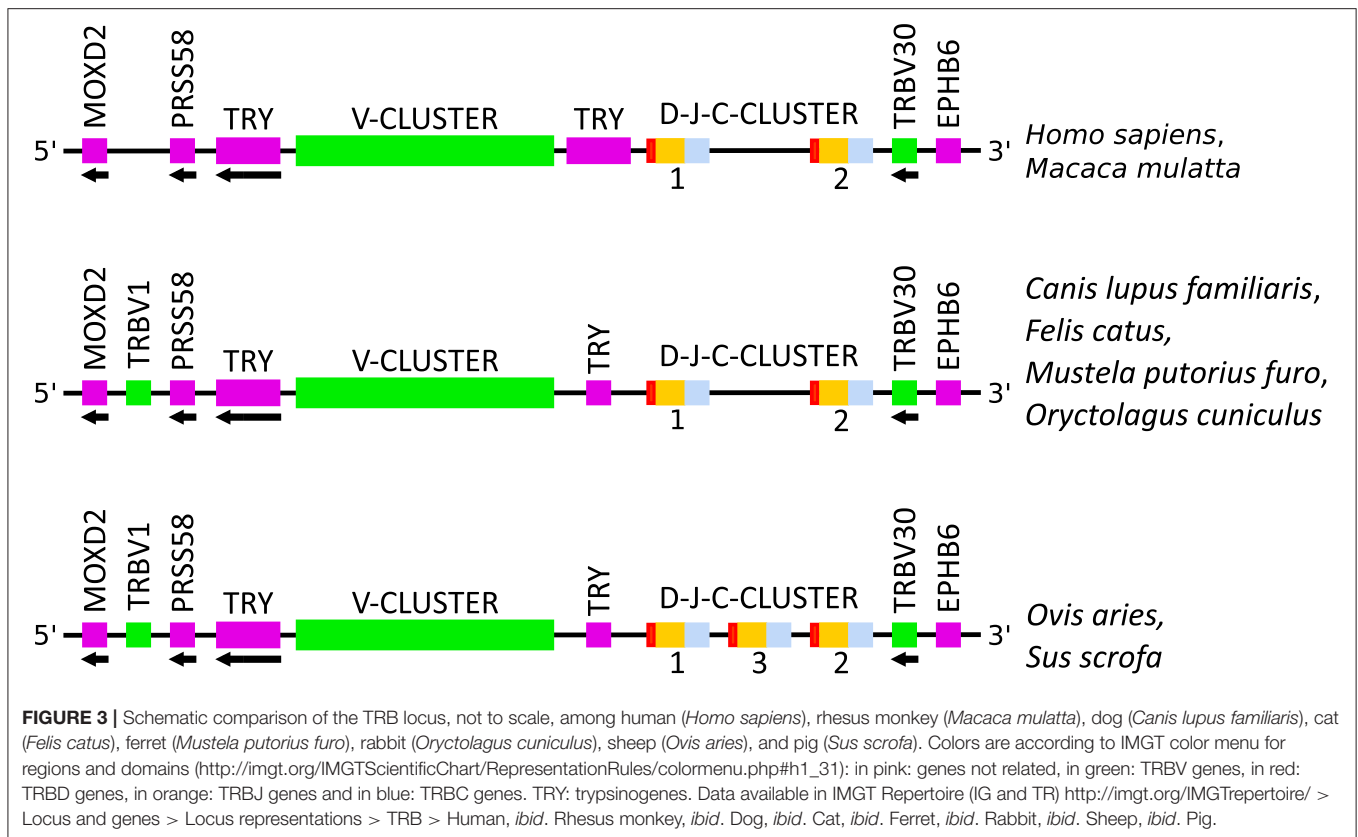 MOXD2
PRSS58
TRY
V-CLUSTER
TRY
D-J-C-CLUSTER
TRBV30
EPHB6
5'
3'
1
2
Homo sapiens,
Macaca mulatta
MOXD2
TRBV1
PRSS58
TRY
V-CLUSTER
TRY
D-J-C-CLUSTER
TRBV30
EPHB6
5'
3'
1
2
Canis lupus familiaris,
Felis catus,
Mustela putorius furo,
Oryctolagus cuniculus
MOXD2
TRBV1
PRSS58
TRY
V-CLUSTER
TRY
D-J-C-CLUSTER
TRBV30
EPHB6
5'
3'
1
3
2
Ovis aries,
Sus scrofa
FIGURE 3 | Schematic comparison of the TRB locus, not to scale, among human (Homo sapiens), rhesus monkey (Macaca mulatta), dog (Canis lupus familiaris), cat
(Felis catus), ferret (Mustela putorius furo), rabbit (Oryctolagus cuniculus), sheep (Ovis aries), and pig (Sus scrofa). Colors are according to IMGT color menu for
regions and domains (http://imgt.org/IMGTScientificChart/RepresentationRules/colormenu.php#h1_31): in pink: genes not related, in green: TRBV genes, in red:
TRBD genes, in orange: TRBJ genes and in blue: TRBC genes. TRY: trypsinogenes. Data available in IMGT Repertoire (IG and TR) http://imgt.org/IMGTrepertoire/ >
Locus and genes > Locus representations > TRB > Human, ibid. Rhesus monkey, ibid. Dog, ibid. Cat, ibid. Ferret, ibid. Rabbit, ibid. Sheep, ibid. Pig.